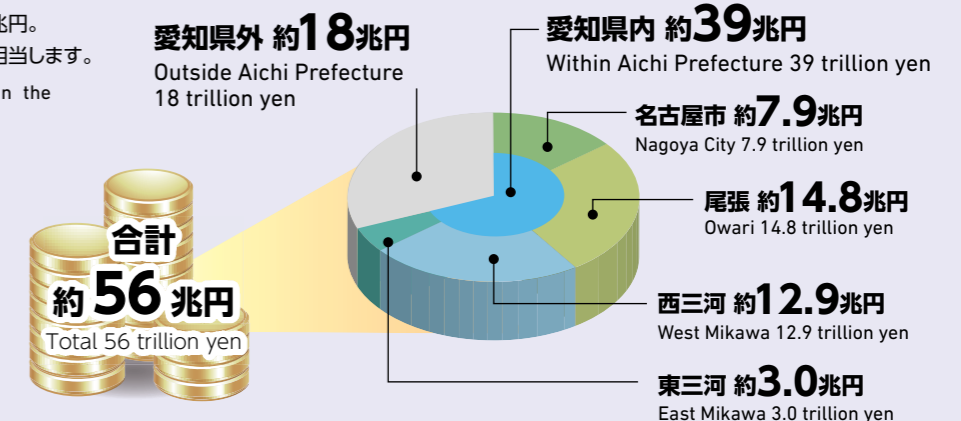 兆円。
相当します。
n the
愛知県外 約18兆円
Outside Aichi Prefecture
18 trillion yen
愛知県内 約39兆円
Within Aichi Prefecture 39 trillion yen
名古屋市 約7.9兆円
Nagoya City 7.9 trillion yen
尾張 約14.8兆円
Owari 14.8 trillion yen
西三河 約12.9兆円
West Mikawa 12.9 trillion yen
東三河 約3.0兆円
East Mikawa 3.0 trillion yen
合計
約56兆円
Total 56 trillion yen